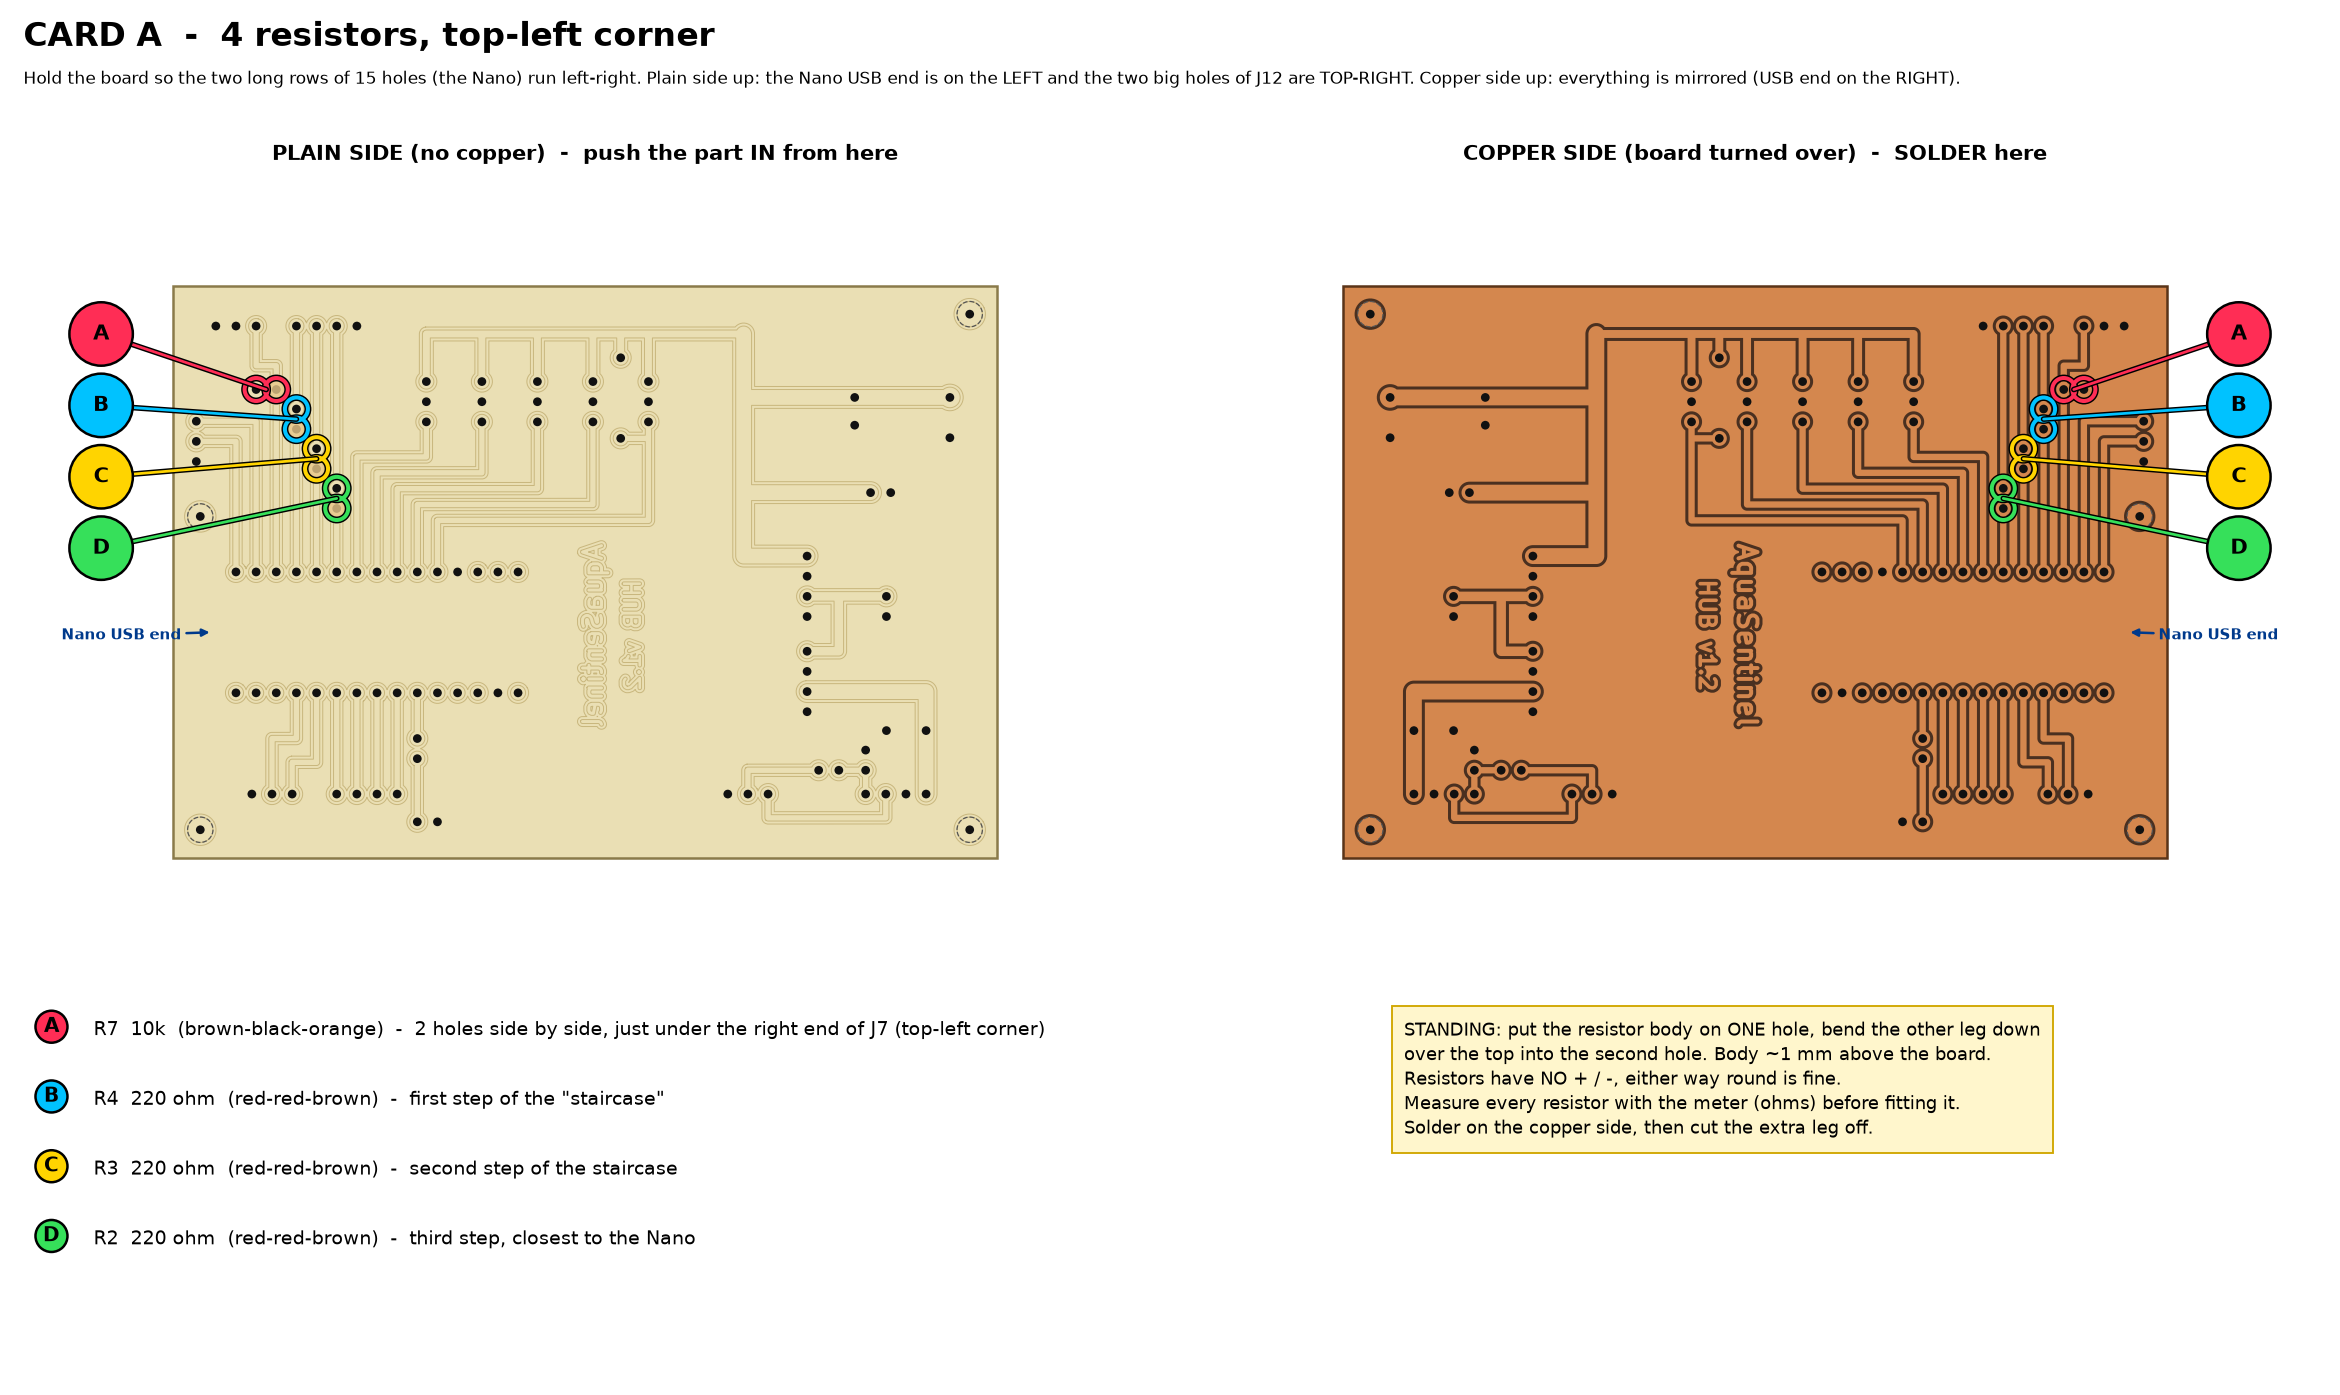 CARD A  -  4 resistors, top-left corner
Hold the board so the two long rows of 15 holes (the Nano) run left-right. Plain side up: the Nano USB end is on the LEFT and the two big holes of J12 are TOP-RIGHT. Copper side up: everything is mirrored (USB end on the RIGHT).
PLAIN SIDE (no copper)  -  push the part IN from here
COPPER SIDE (board turned over)  -  SOLDER here
A
B
C
D
Nano USB end
AquaSentinel
HUB v1.2
AquaSentinel
HUB v1.2
A
B
C
D
Nano USB end
A R7  10k  (brown-black-orange)  -  2 holes side by side, just under the right end of J7 (top-left corner)
B R4  220 ohm  (red-red-brown)  -  first step of the "staircase"
C R3  220 ohm  (red-red-brown)  -  second step of the staircase
D R2  220 ohm  (red-red-brown)  -  third step, closest to the Nano
STANDING: put the resistor body on ONE hole, bend the other leg down
over the top into the second hole. Body ~1 mm above the board.
Resistors have NO + / -, either way round is fine.
Measure every resistor with the meter (ohms) before fitting it.
Solder on the copper side, then cut the extra leg off.